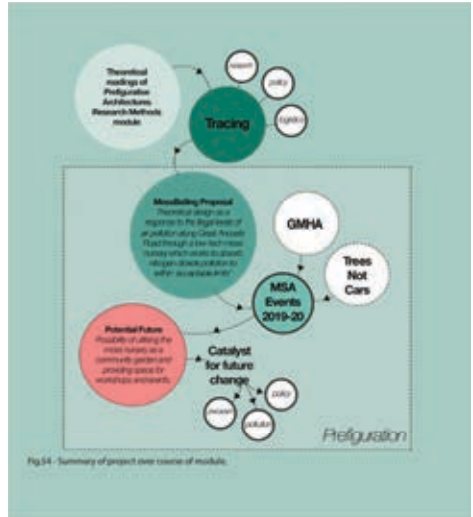 Theoretical
readings of
Prefigurative
Architectures
Research Methods
module
research
policy
logistics
Tracing
Mossilating Proposal
Theoretical design as a
response to the illegal levels of
air pollution along Great Ancoats
Road through a low-tech moss
nursery which works to absorb
nitrogen dioxide pollution to
within 'acceptable limits'
GMHA
Trees
Not
Cars
MSA
Events
2019-20
Potential Future
Possibility of utilising the
moss nursery as a
community garden and
providing space for
workshops and events.
Catalyst
for future
change
policy
pollution
Prefiguration
Fig.54 - Summary of project over course of module.